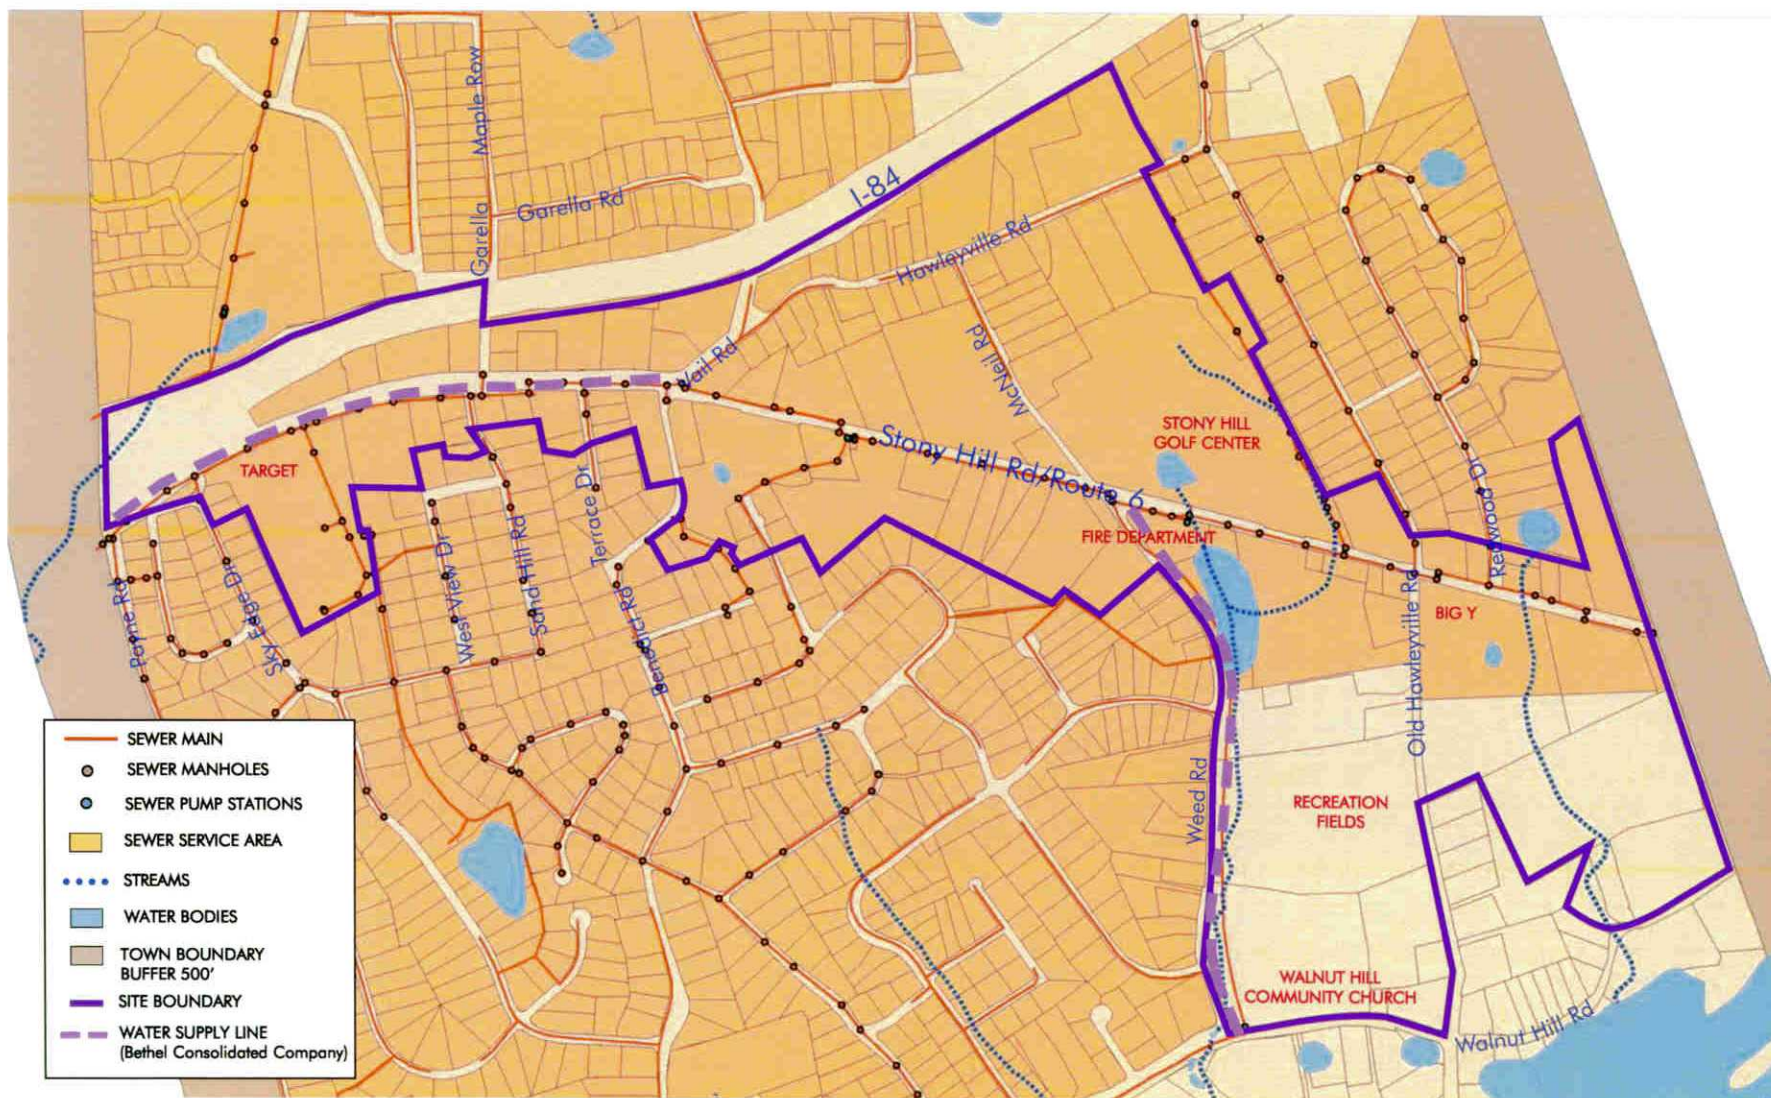 Garella
Maple Row
Garella Rd
I-84
Hawleyville Rd
Vail Rd
McNeil Rd
STONY HILL
GOLF CENTER
TARGET
Stony Hill Rd/Route 6
FIRE DEPARTMENT
Redwood Dr
Payne Rd
Sky Edge Dr
West View Dr
Sand Hill Rd
Terrace Dr
Benedict Rd
Old Hawleyville Rd
BIG Y
Weed Rd
RECREATION
FIELDS
WALNUT HILL
COMMUNITY CHURCH
Walnut Hill Rd
SEWER MAIN
SEWER MANHOLES
SEWER PUMP STATIONS
SEWER SERVICE AREA
STREAMS
WATER BODIES
TOWN BOUNDARY
BUFFER 500'
SITE BOUNDARY
WATER SUPPLY LINE
(Bethel Consolidated Company)